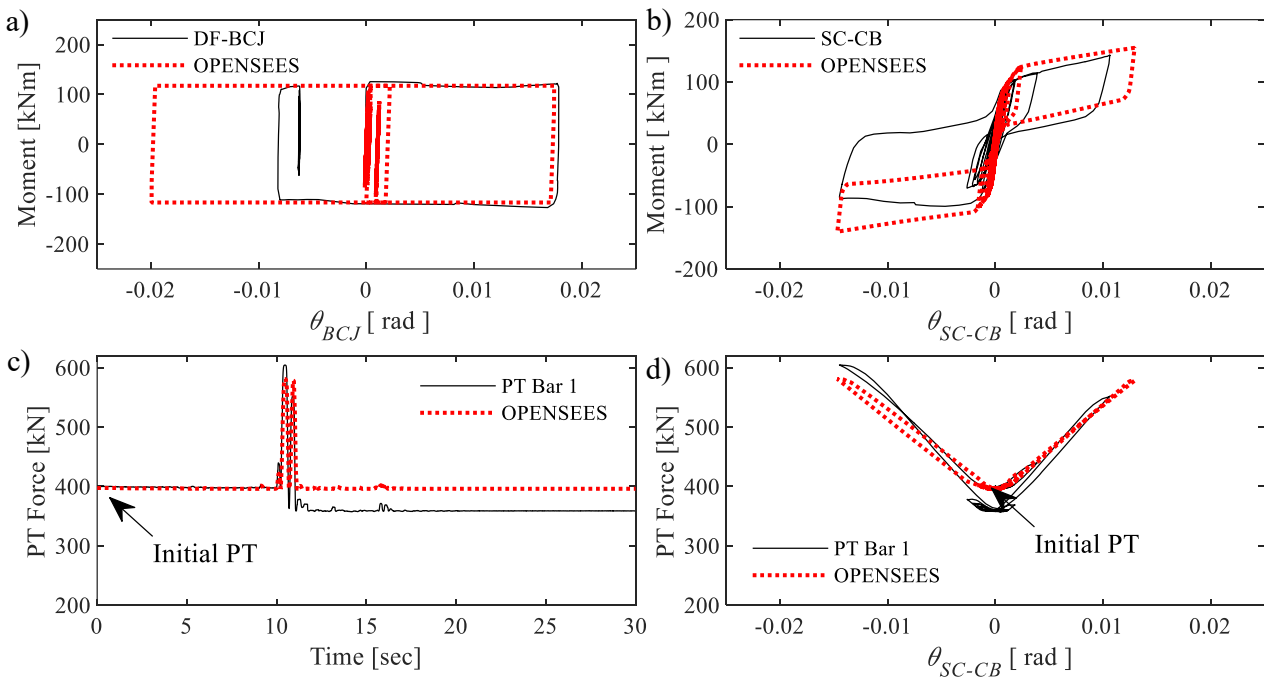 a)
200
100
0
-100
-200
Moment [kNm]
DF-BCJ
OPENSEES
-0.02
-0.01
0
0.01
0.02
θBCJ [ rad ]
b)
200
100
0
-100
-200
Moment [ kNm]
SC-CB
OPENSEES
-0.02
-0.01
0
0.01
0.02
θSC-CB [ rad ]
c)
600
500
400
300
200
PT Force [kN]
PT Bar 1
OPENSEES
Initial PT
0
5
10
15
20
25
30
Time [sec]
d)
600
500
400
300
200
PT Force [kN]
Initial PT
PT Bar 1
OPENSEES
-0.02
-0.01
0
0.01
0.02
θSC-CB [ rad ]